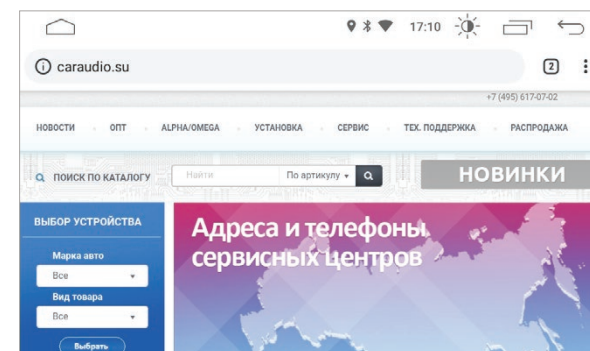 17:10
caraudio.su
2
+7 (495) 617-07-02
НОВОСТИ ОПТ ALPHA/OMEGA УСТАНОВКА СЕРВИС ТЕХ. ПОДДЕРЖКА РАСПРОДАЖА
ПОИСК ПО КАТАЛОГУ Найти По артикулу НОВИНКИ
ВЫБОР УСТРОЙСТВА
Адреса и телефоны
сервисных центров
Марка авто
Все
Вид товара
Все
Выбрать